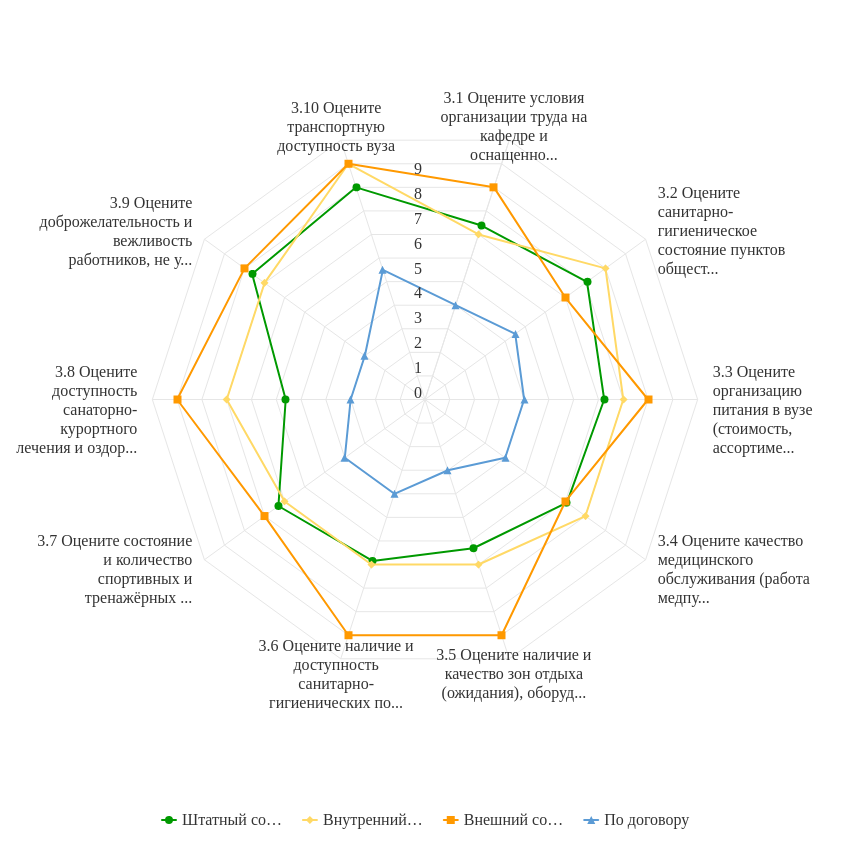 3.10 Оцените
транспортную
доступность вуза
3.1 Оцените условия
организации труда на
кафедре и
оснащенно...
3.2 Оцените
санитарно-
гигиеническое
состояние пунктов
общест...
3.3 Оцените
организацию
питания в вузе
(стоимость,
ассортиме...
3.4 Оцените качество
медицинского
обслуживания (работа
медпу...
3.5 Оцените наличие и
качество зон отдыха
(ожидания), оборуд...
3.6 Оцените наличие и
доступность
санитарно-
гигиенических по...
3.7 Оцените состояние
и количество
спортивных и
тренажёрных ...
3.8 Оцените
доступность
санаторно-
курортного
лечения и оздор...
3.9 Оцените
доброжелательность и
вежливость
работников, не у...
9
8
7
6
5
4
3
2
1
0
Штатный со…
Внутренний…
Внешний со…
По договору